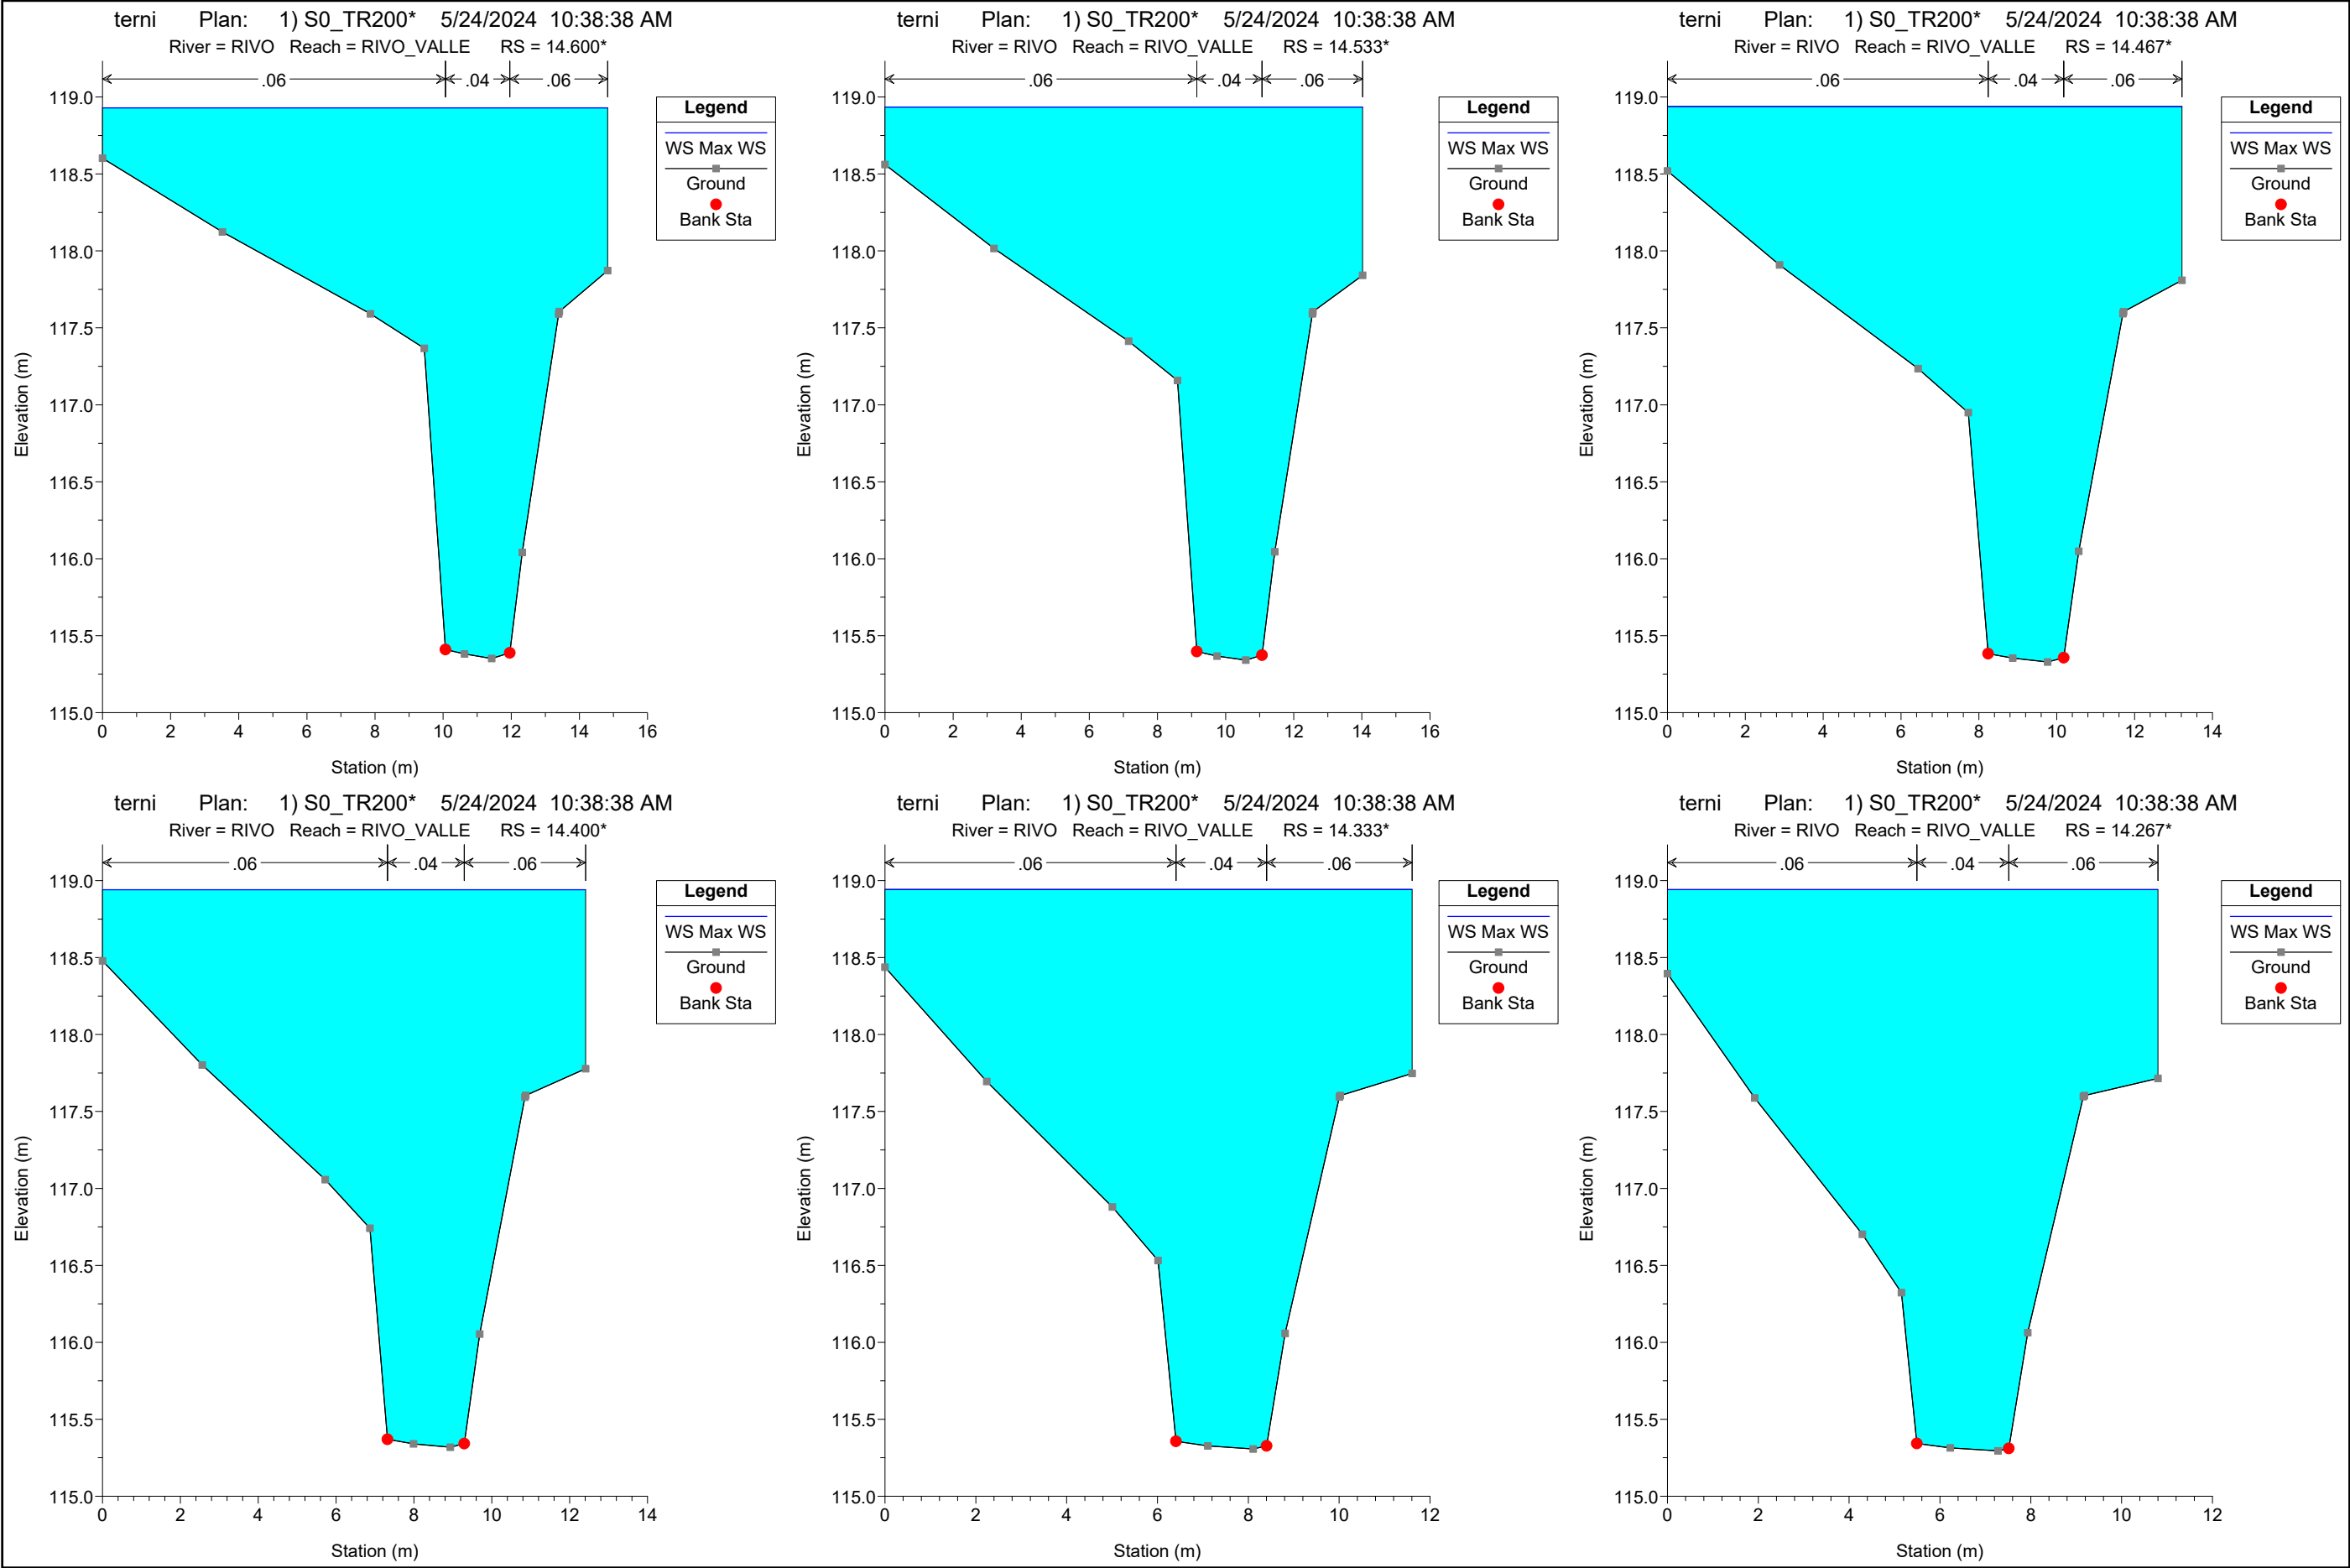 terni Plan: 1) S0_TR200* 5/24/2024 10:38:38 AM
River = RIVO Reach = RIVO_VALLE RS = 14.600*
.06 .04 .06
119.0
118.5
118.0
117.5
117.0
116.5
116.0
115.5
115.0
0 2 4 6 8 10 12 14 16
Station (m)
Elevation (m)
Legend
WS Max WS
Ground
Bank Sta
terni Plan: 1) S0_TR200* 5/24/2024 10:38:38 AM
River = RIVO Reach = RIVO_VALLE RS = 14.533*
.06 .04 .06
119.0
118.5
118.0
117.5
117.0
116.5
116.0
115.5
115.0
0 2 4 6 8 10 12 14 16
Station (m)
Elevation (m)
Legend
WS Max WS
Ground
Bank Sta
terni Plan: 1) S0_TR200* 5/24/2024 10:38:38 AM
River = RIVO Reach = RIVO_VALLE RS = 14.467*
.06 .04 .06
119.0
118.5
118.0
117.5
117.0
116.5
116.0
115.5
115.0
0 2 4 6 8 10 12 14
Station (m)
Elevation (m)
Legend
WS Max WS
Ground
Bank Sta
terni Plan: 1) S0_TR200* 5/24/2024 10:38:38 AM
River = RIVO Reach = RIVO_VALLE RS = 14.400*
.06 .04 .06
119.0
118.5
118.0
117.5
117.0
116.5
116.0
115.5
115.0
0 2 4 6 8 10 12 14
Station (m)
Elevation (m)
Legend
WS Max WS
Ground
Bank Sta
terni Plan: 1) S0_TR200* 5/24/2024 10:38:38 AM
River = RIVO Reach = RIVO_VALLE RS = 14.333*
.06 .04 .06
119.0
118.5
118.0
117.5
117.0
116.5
116.0
115.5
115.0
0 2 4 6 8 10 12
Station (m)
Elevation (m)
Legend
WS Max WS
Ground
Bank Sta
terni Plan: 1) S0_TR200* 5/24/2024 10:38:38 AM
River = RIVO Reach = RIVO_VALLE RS = 14.267*
.06 .04 .06
119.0
118.5
118.0
117.5
117.0
116.5
116.0
115.5
115.0
0 2 4 6 8 10 12
Station (m)
Elevation (m)
Legend
WS Max WS
Ground
Bank Sta